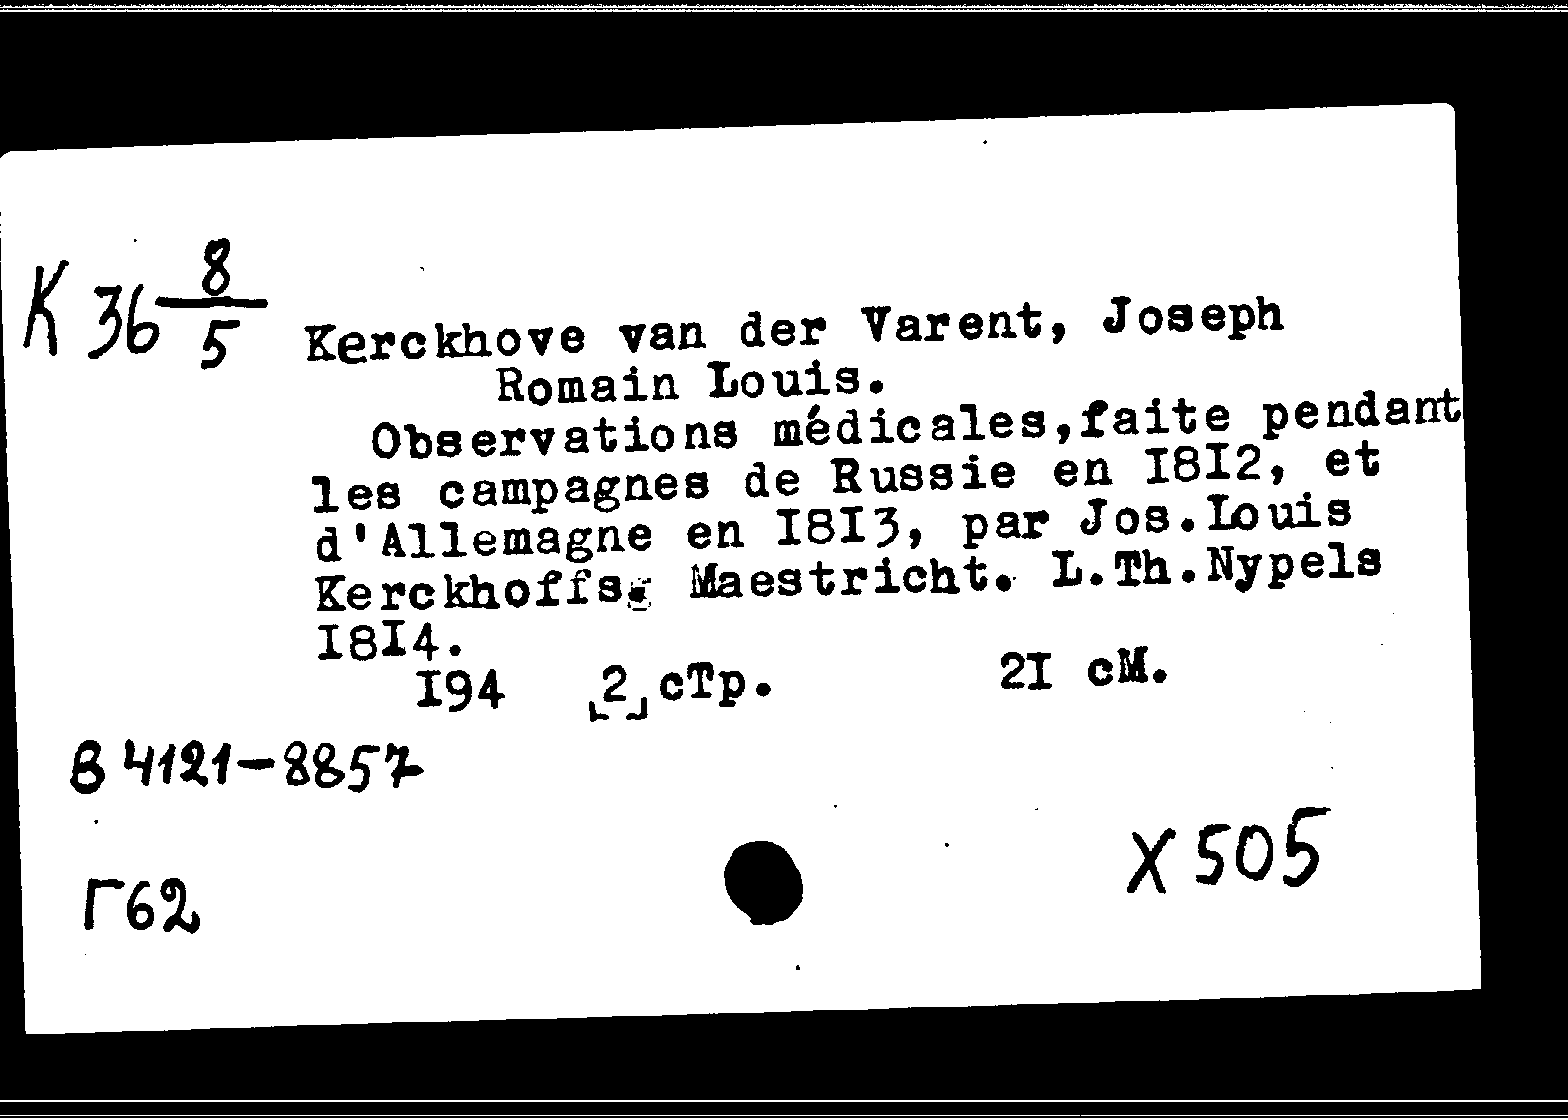 К 36 8/5
Kerckhove van der Varent, Joseph
Romain Louis.
Observations médicales,faite pendant
les campagnes de Russie en I8I2, et
d'Allemagne en I8I3, par Jos.Louis
Kerckhoffs. Maestricht. L.Th.Nypels
I8I4.
I94 [2] стр. 2I см.
В 4121-8857
X 505
Г62